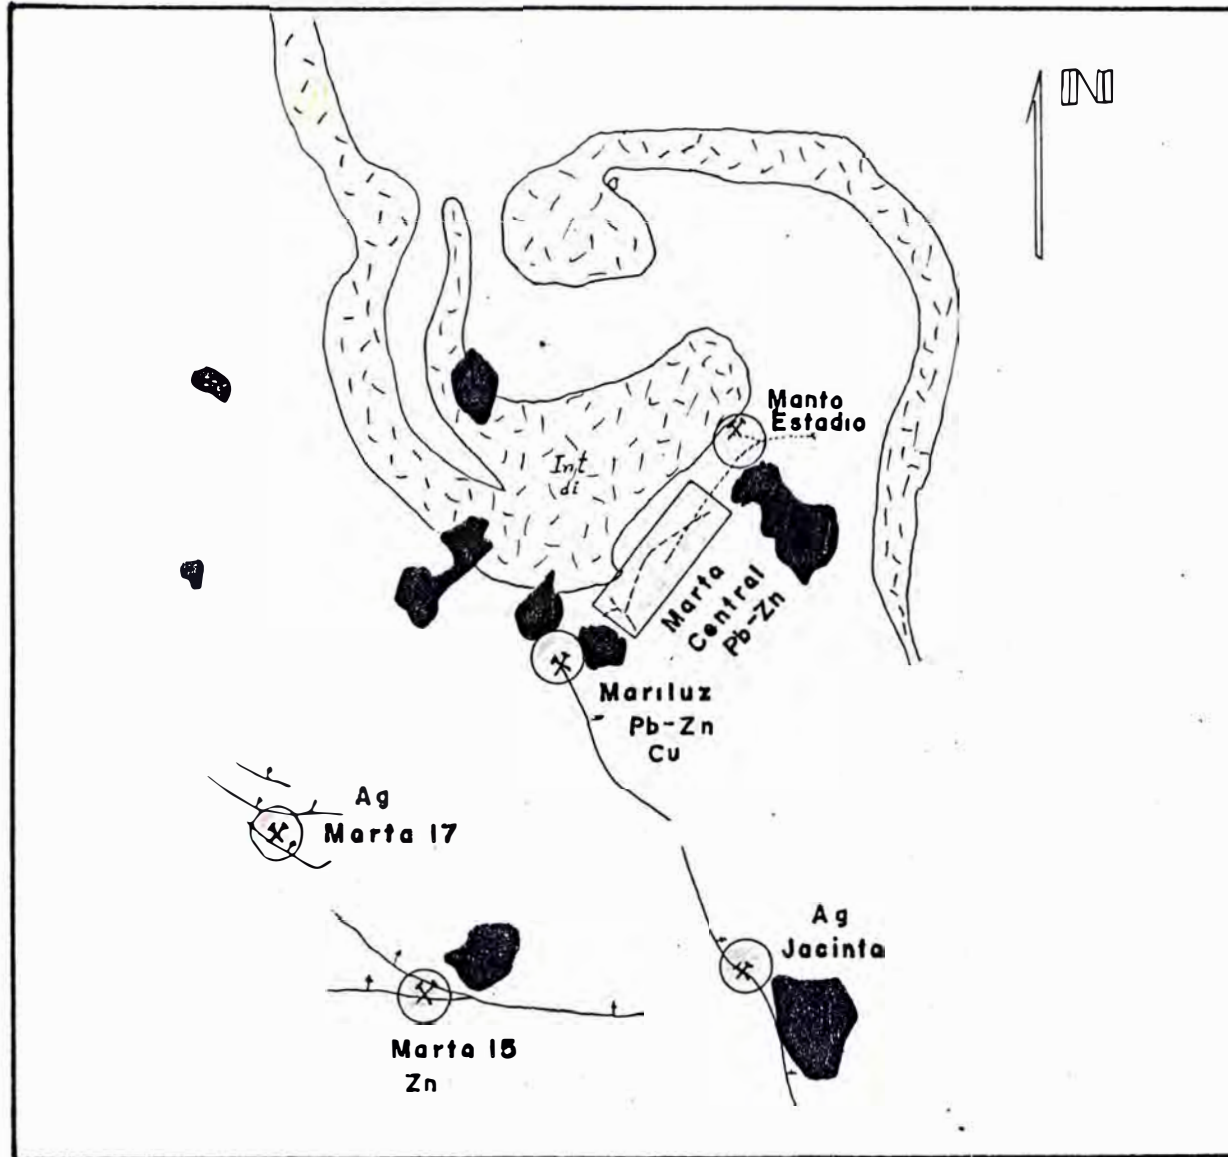 N
Manto
Estadio
Int
di
Marta
Central
Pb-Zn
Mariluz
Pb-Zn
Cu
Ag
Marta 17
Ag
Jacinta
Marta 15
Zn